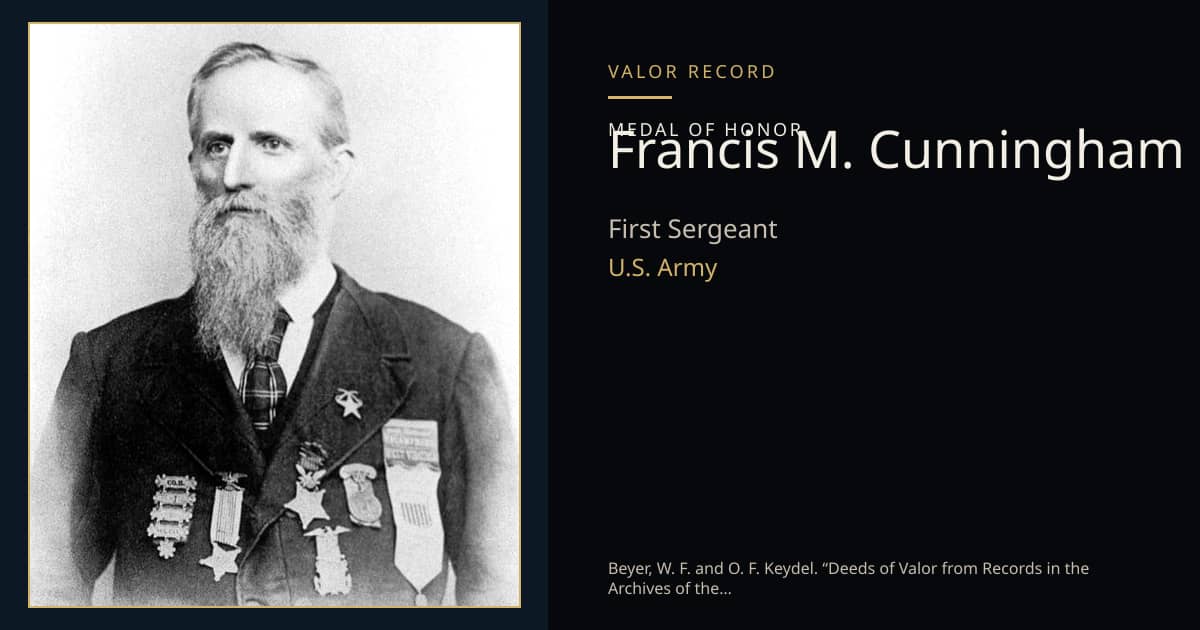 VALOR RECORD
MEDAL OF HONOR
Francis M. Cunningham
First Sergeant
U.S. Army
CO.H.
Beyer, W. F. and O. F. Keydel. “Deeds of Valor from Records in the
Archives of the...